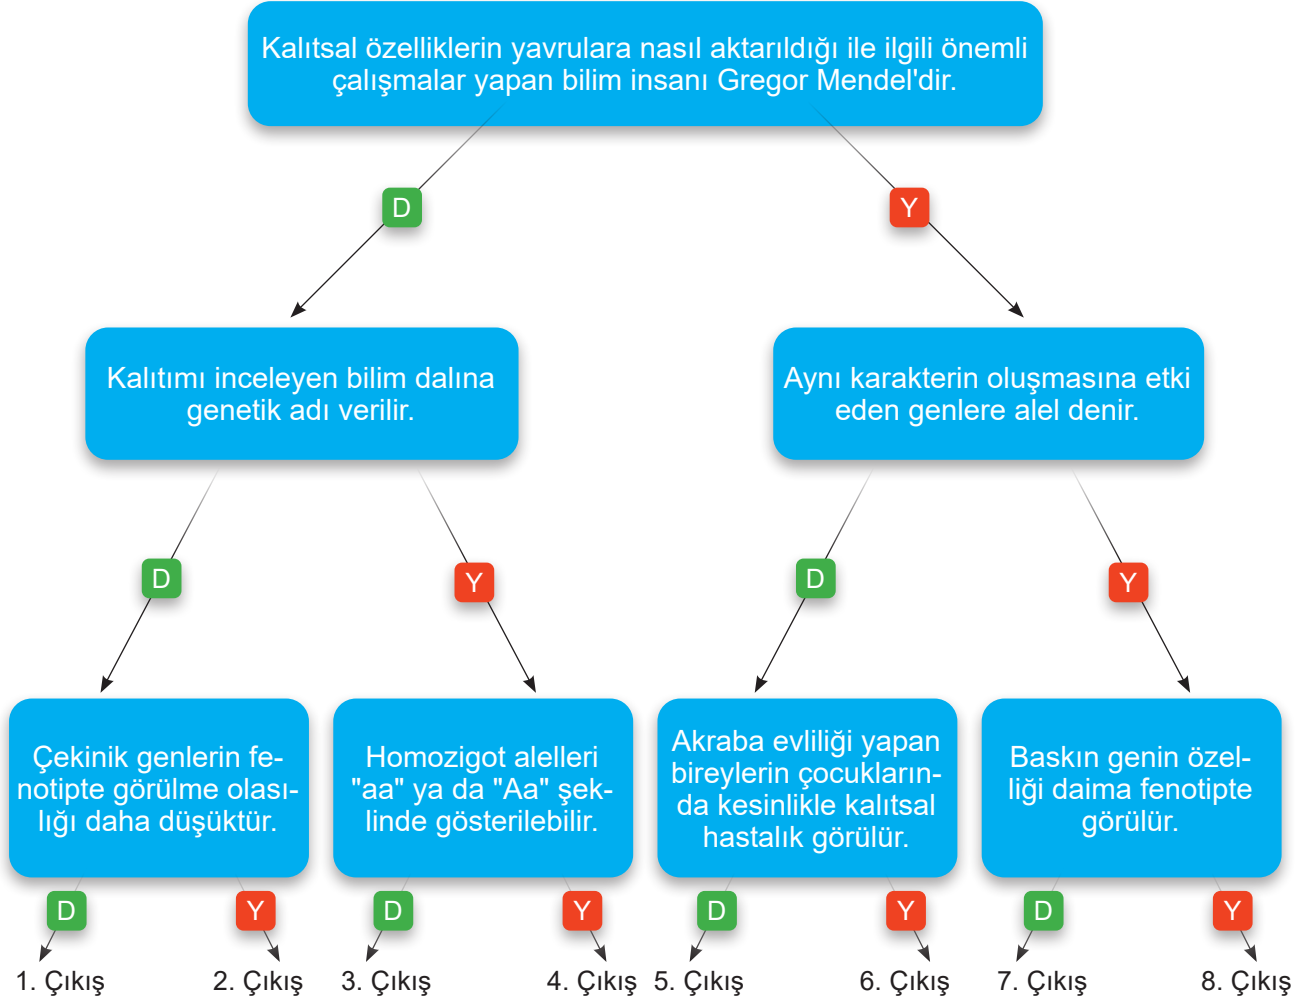 Kalıtsal özelliklerin yavrulara nasıl aktarıldığı ile ilgili önemli
çalışmalar yapan bilim insanı Gregor Mendel'dir.
D
Y
Kalıtımı inceleyen bilim dalına
genetik adı verilir.
Aynı karakterin oluşmasına etki
eden genlere alel denir.
D
Y
D
Y
Çekinik genlerin fe-
notipte görülme olası-
lığı daha düşüktür.
Homozigot alelleri
"aa" ya da "Aa" şek-
linde gösterilebilir.
Akraba evliliği yapan
bireylerin çocukların-
da kesinlikle kalıtsal
hastalık görülür.
Baskın genin özel-
liği daima fenotipte
görülür.
D
Y
D
Y
D
Y
D
Y
1. Çıkış
2. Çıkış
3. Çıkış
4. Çıkış
5. Çıkış
6. Çıkış
7. Çıkış
8. Çıkış